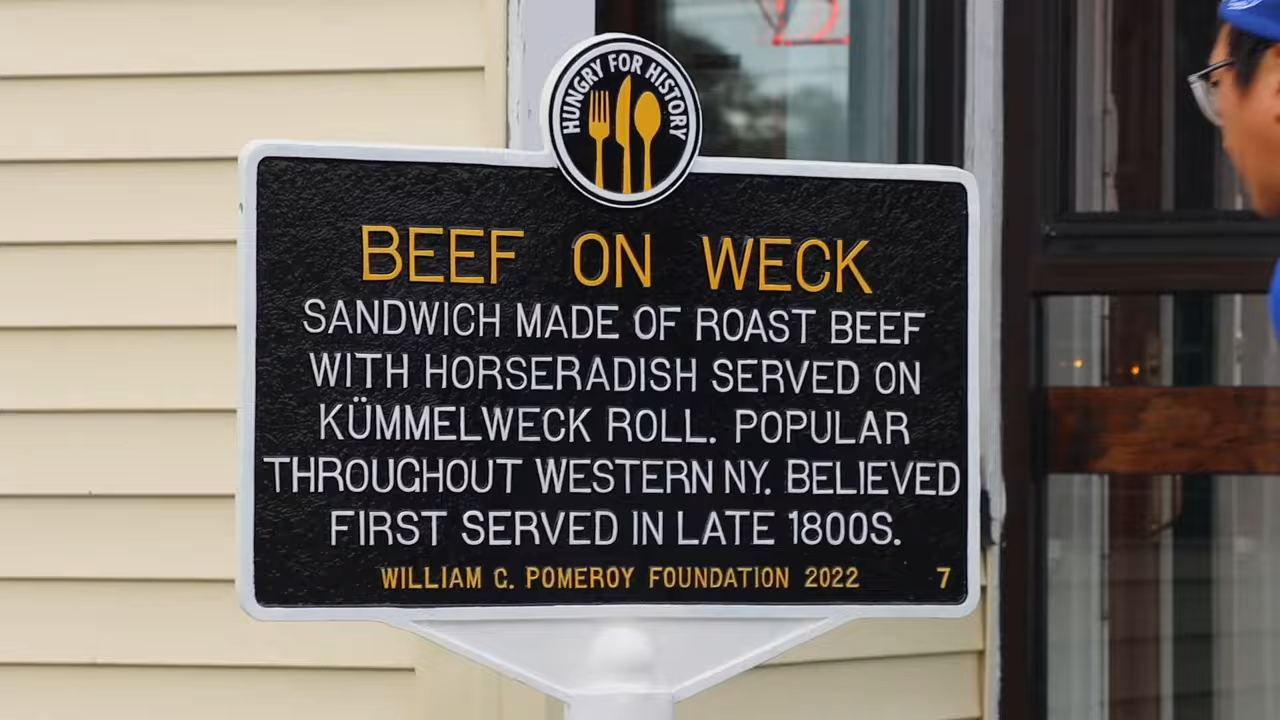 HUNGRY FOR HISTORY
BEEF ON WECK
SANDWICH MADE OF ROAST BEEF
WITH HORSERADISH SERVED ON
KÜMMELWECK ROLL. POPULAR
THROUGHOUT WESTERN NY. BELIEVED
FIRST SERVED IN LATE 1800S.
WILLIAM G. POMEROY FOUNDATION 2022 7